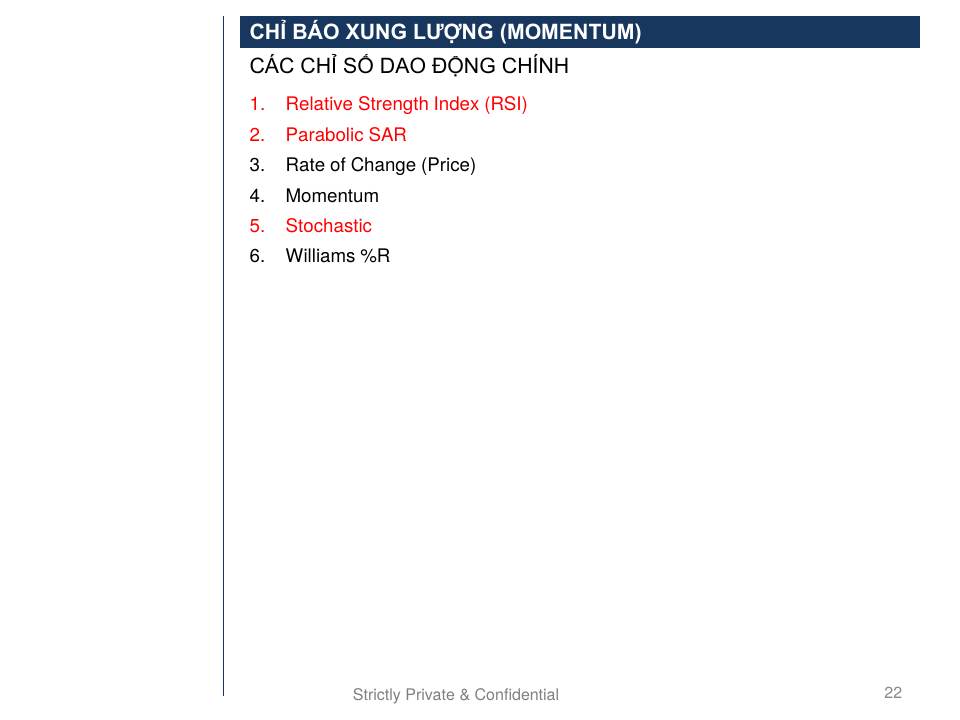 CHỈ BÁO XUNG LƯỢNG (MOMENTUM)
CÁC CHỈ SỐ DAO ĐỘNG CHÍNH
1. Relative Strength Index (RSI)
2. Parabolic SAR
3. Rate of Change (Price)
4. Momentum
5. Stochastic
6. Williams %R
Strictly Private & Confidential
22